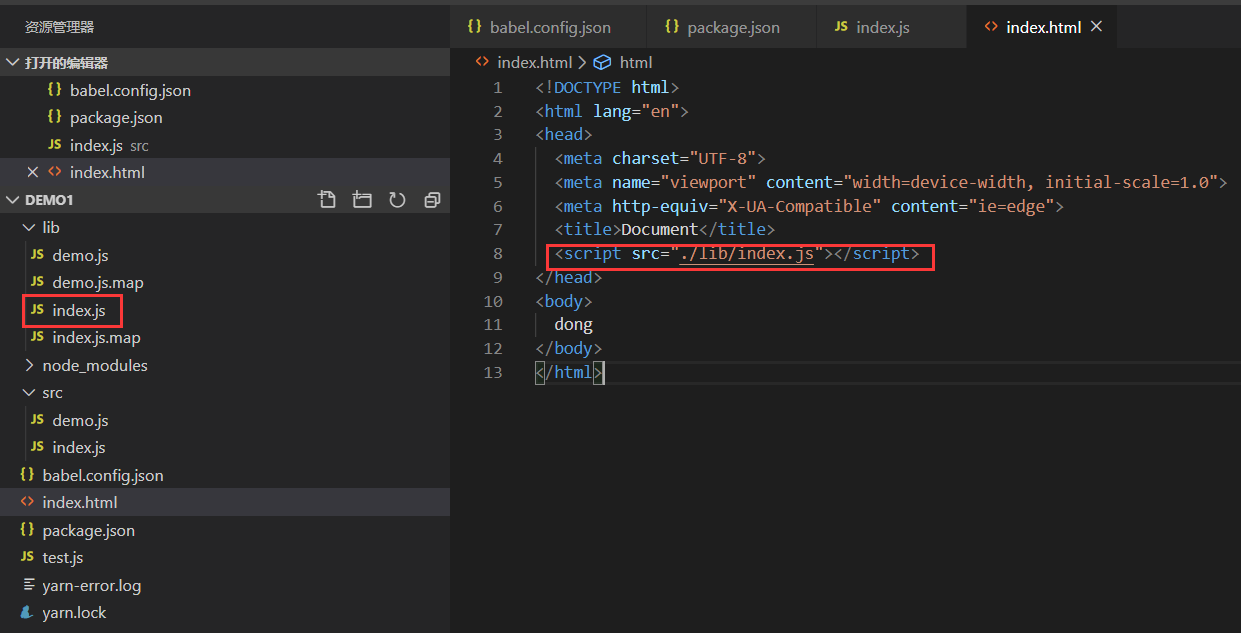 资源管理器
打开的编辑器
{} babel.config.json
{} package.json
JS index.js src
index.html
DEMO1
lib
JS demo.js
JS demo.js.map
JS index.js
JS index.js.map
node_modules
src
JS demo.js
JS index.js
{} babel.config.json
<> index.html
{} package.json
JS test.js
yarn-error.log
yarn.lock
{} babel.config.json {} package.json JS index.js <> index.html
<> index.html > html
1 <!DOCTYPE html>
2 <html lang="en">
3 <head>
4 <meta charset="UTF-8">
5 <meta name="viewport" content="width=device-width, initial-scale=1.0">
6 <meta http-equiv="X-UA-Compatible" content="ie=edge">
7 <title>Document</title>
8 <script src="./lib/index.js"></script>
9 </head>
10 <body>
11 dong
12 </body>
13 </html>